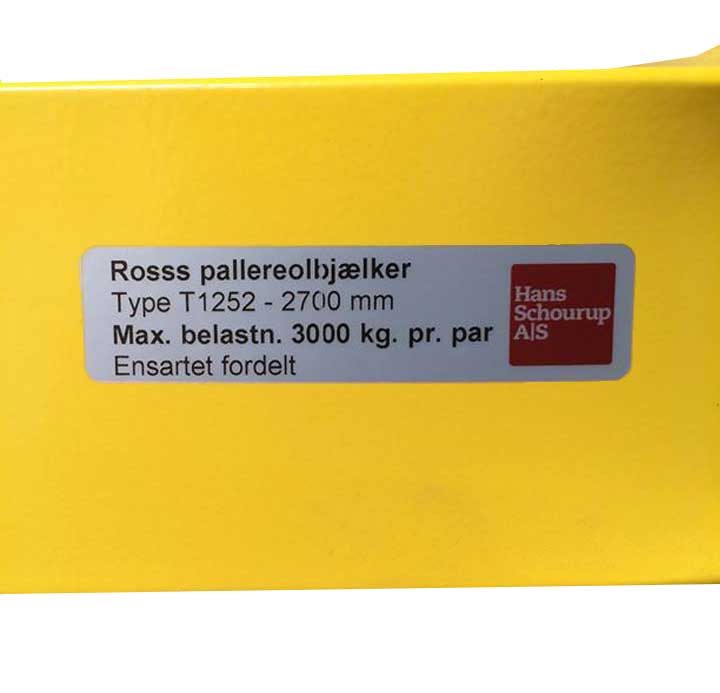 Rosss pallereolbjælker
Type T1252 - 2700 mm
Max. belastn. 3000 kg. pr. par
Ensartet fordelt
Hans
Schourup
A|S